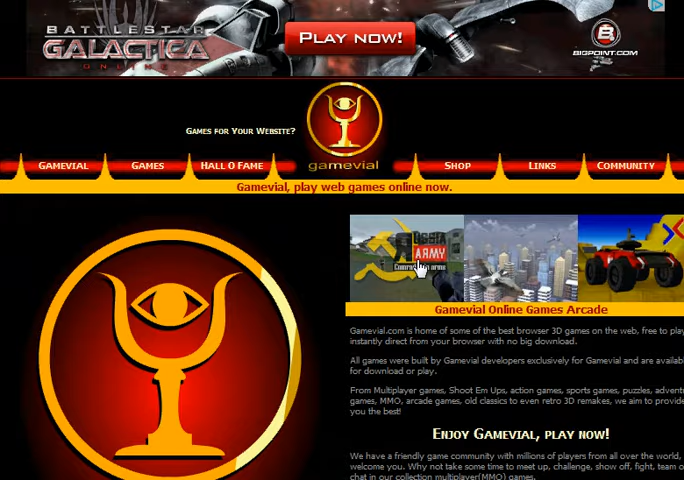 BATTLESTAR
GALACTICA
ONLINE
PLAY NOW!
B
BIGPOINT.COM
GAMES FOR YOUR WEBSITE?
gamevial
GAMEVIAL
GAMES
HALL O FAME
SHOP
LINKS
COMMUNITY
Gamevial, play web games online now.
ARMY
Gamevial Online Games Arcade
Gamevial.com is home of some of the best browser 3D games on the web, free to play
instantly direct from your browser with no big download.
All games were built by Gamevial developers exclusively for Gamevial and are availab
for download or play.
From Multiplayer games, Shoot Em Ups, action games, sports games, puzzles, advent
games, MMO, arcade games, old classics to even retro 3D remakes, we aim to provide
you the best!
ENJOY GAMEVIAL, PLAY NOW!
We have a friendly game community with millions of players from all over the world,
welcome you. Why not take some time to meet up, challenge, show off, fight, team o
chat in our collection multiplayer(MMO) games.